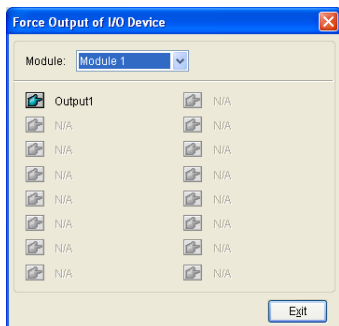 Force Output of I/O Device
Module: Module 1
Output1 N/A
N/A N/A
N/A N/A
N/A N/A
N/A N/A
N/A N/A
N/A N/A
N/A N/A
Exit